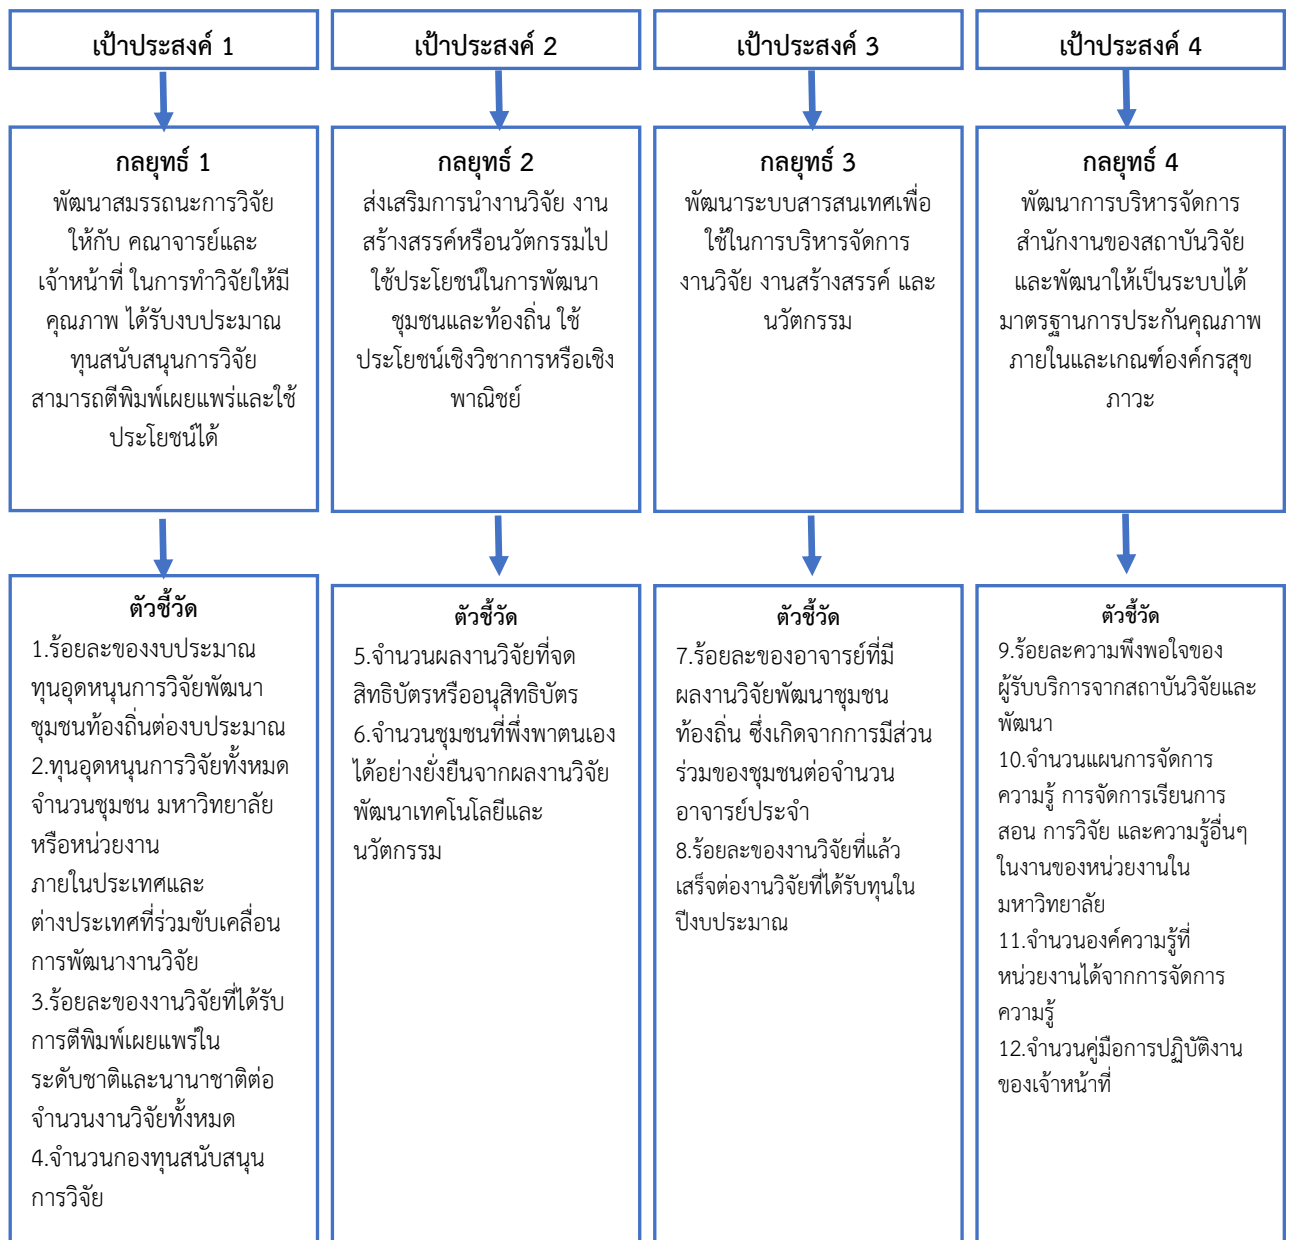 เป้าประสงค์ 1
เป้าประสงค์ 2
เป้าประสงค์ 3
เป้าประสงค์ 4
กลยุทธ์ 1
พัฒนาสมรรถนะการวิจัย
ให้กับ คณาจารย์และ
เจ้าหน้าที่ ในการทำวิจัยให้มี
คุณภาพ ได้รับงบประมาณ
ทุนสนับสนุนการวิจัย
สามารถตีพิมพ์เผยแพร่และใช้
ประโยชน์ได้
กลยุทธ์ 2
ส่งเสริมการนำงานวิจัย งาน
สร้างสรรค์หรือนวัตกรรมไป
ใช้ประโยชน์ในการพัฒนา
ชุมชนและท้องถิ่น ใช้
ประโยชน์เชิงวิชาการหรือเชิง
พาณิชย์
กลยุทธ์ 3
พัฒนาระบบสารสนเทศเพื่อ
ใช้ในการบริหารจัดการ
งานวิจัย งานสร้างสรรค์ และ
นวัตกรรม
กลยุทธ์ 4
พัฒนาการบริหารจัดการ
สำนักงานของสถาบันวิจัย
และพัฒนาให้เป็นระบบได้
มาตรฐานการประกันคุณภาพ
ภายในและเกณฑ์องค์กรสุข
ภาวะ
ตัวชี้วัด
1.ร้อยละของงบประมาณ
ทุนอุดหนุนการวิจัยพัฒนา
ชุมชนท้องถิ่นต่องบประมาณ
2.ทุนอุดหนุนการวิจัยทั้งหมด
จำนวนชุมชน มหาวิทยาลัย
หรือหน่วยงาน
ภายในประเทศและ
ต่างประเทศที่ร่วมขับเคลื่อน
การพัฒนางานวิจัย
3.ร้อยละของงานวิจัยที่ได้รับ
การตีพิมพ์เผยแพร่ใน
ระดับชาติและนานาชาติต่อ
จำนวนงานวิจัยทั้งหมด
4.จำนวนกองทุนสนับสนุน
การวิจัย
ตัวชี้วัด
5.จำนวนผลงานวิจัยที่จด
สิทธิบัตรหรืออนุสิทธิบัตร
6.จำนวนชุมชนที่พึ่งพาตนเอง
ได้อย่างยั่งยืนจากผลงานวิจัย
พัฒนาเทคโนโลยีและ
นวัตกรรม
ตัวชี้วัด
7.ร้อยละของอาจารย์ที่มี
ผลงานวิจัยพัฒนาชุมชน
ท้องถิ่น ซึ่งเกิดจากการมีส่วน
ร่วมของชุมชนต่อจำนวน
อาจารย์ประจำ
8.ร้อยละของงานวิจัยที่แล้ว
เสร็จต่องานวิจัยที่ได้รับทุนใน
ปีงบประมาณ
ตัวชี้วัด
9.ร้อยละความพึงพอใจของ
ผู้รับบริการจากสถาบันวิจัยและ
พัฒนา
10.จำนวนแผนการจัดการ
ความรู้ การจัดการเรียนการ
สอน การวิจัย และความรู้อื่นๆ
ในงานของหน่วยงานใน
มหาวิทยาลัย
11.จำนวนองค์ความรู้ที่
หน่วยงานได้จากการจัดการ
ความรู้
12.จำนวนคู่มือการปฏิบัติงาน
ของเจ้าหน้าที่